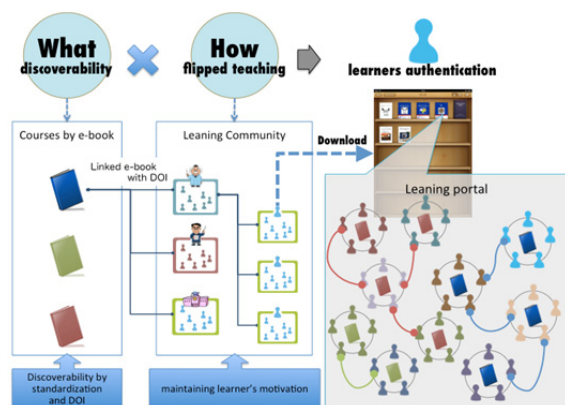 What
discoverability
How
flipped teaching
learners authentication
Courses by e-book
Leaning Community
Download
Linked e-book
with DOI
Leaning portal
Discoverability by
standardization
and DOI
maintaining learner's motivation